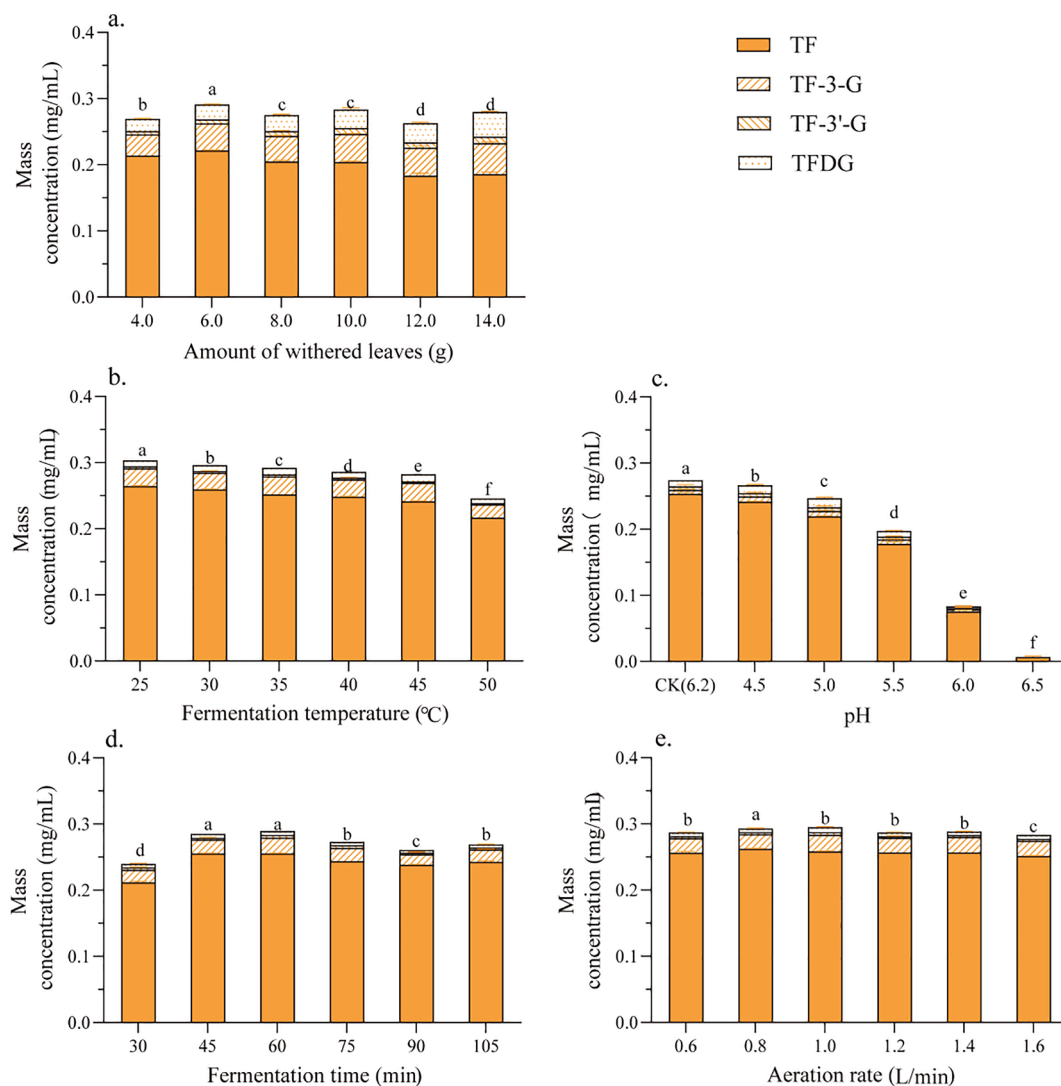 a.
Mass
concentration (mg/mL)
0.4
0.3
0.2
0.1
0.0
b a c c d d
4.0 6.0 8.0 10.0 12.0 14.0
Amount of withered leaves (g)
TF
TF-3-G
TF-3'-G
TFDG
b.
Mass
concentration (mg/mL)
0.4
0.3
0.2
0.1
0.0
a b c d e f
25 30 35 40 45 50
Fermentation temperature (℃)
c.
Mass
concentration( mg/mL)
0.4
0.3
0.2
0.1
0.0
a b c d e f
CK(6.2) 4.5 5.0 5.5 6.0 6.5
pH
d.
Mass
concentration (mg/mL)
0.4
0.3
0.2
0.1
0.0
d a a b c b
30 45 60 75 90 105
Fermentation time (min)
e.
Mass
concentration (mg/ml)
0.4
0.3
0.2
0.1
0.0
b a b b b c
0.6 0.8 1.0 1.2 1.4 1.6
Aeration rate (L/min)